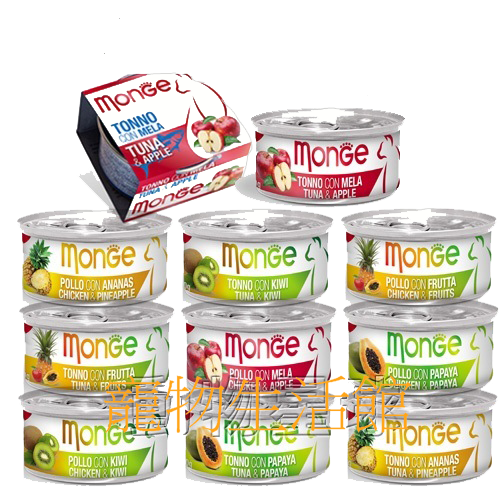 monge
TONNO
CON MELA
TUNA
& APPLE
TONNO CON MELA
TUNA & APPLE
monge
monge
TONNO CON MELA
TUNA & APPLE
monge
POLLO CON ANANAS
CHICKEN & PINEAPPLE
monge
TONNO CON KIWI
TUNA & KIWI
monge
POLLO CON FRUTTA
CHICKEN & FRUITS
monge
TONNO CON FRUTTA
TUNA & FRUITS
monge
POLLO CON MELA
CHICKEN & APPLE
monge
POLLO CON PAPAYA
CHICKEN & PAPAYA
寵物生活館
monge
POLLO CON KIWI
CHICKEN & KIWI
monge
TONNO CON PAPAYA
TUNA & PAPAYA
monge
TONNO CON ANANAS
TUNA & PINEAPPLE